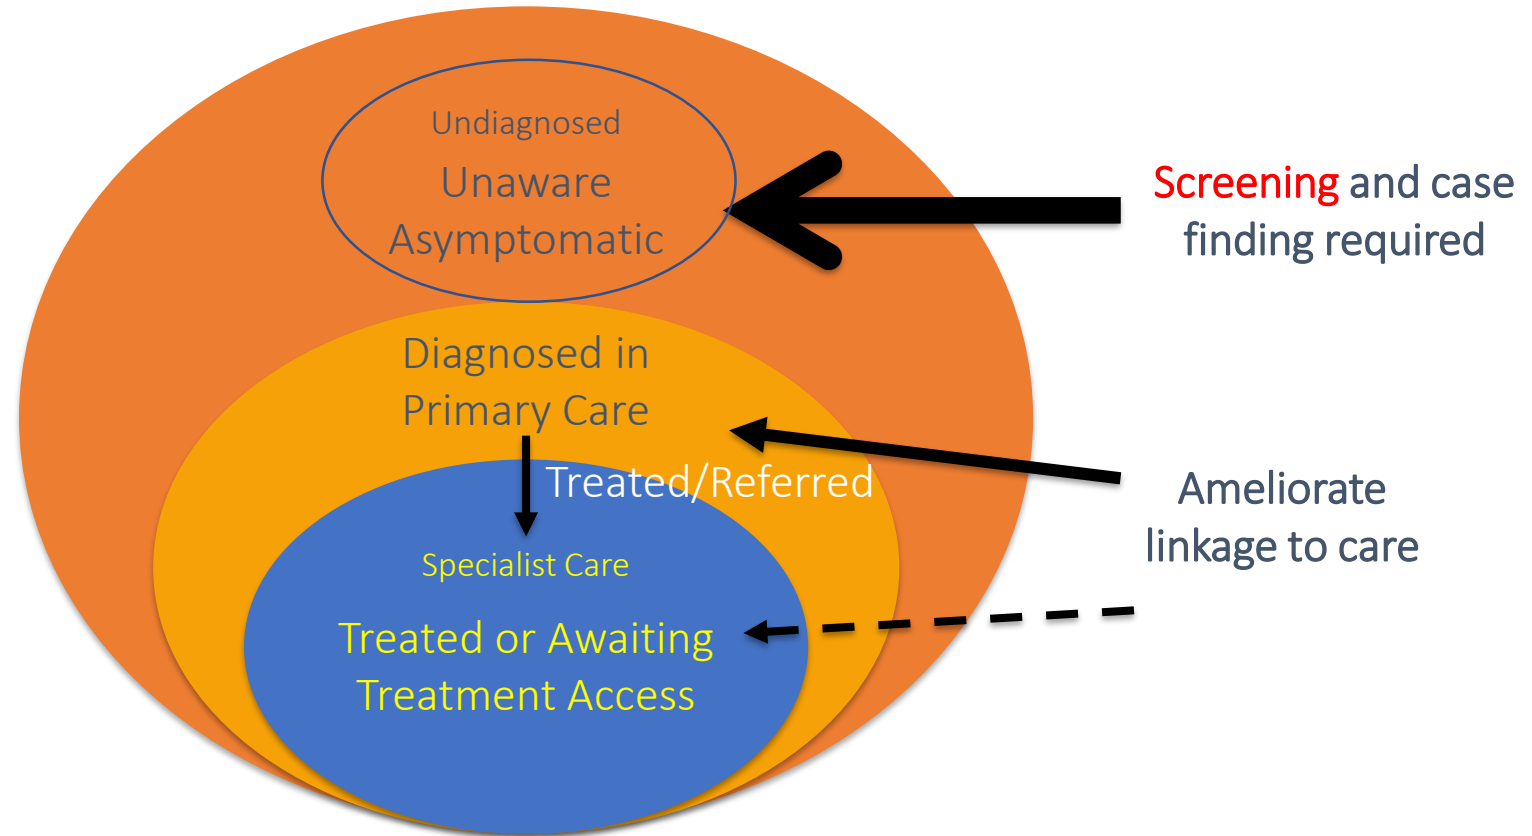 Undiagnosed
Unaware
Asymptomatic
Screening and case
finding required
Diagnosed in
Primary Care
Treated/Referred
Ameliorate
linkage to care
Specialist Care
Treated or Awaiting
Treatment Access